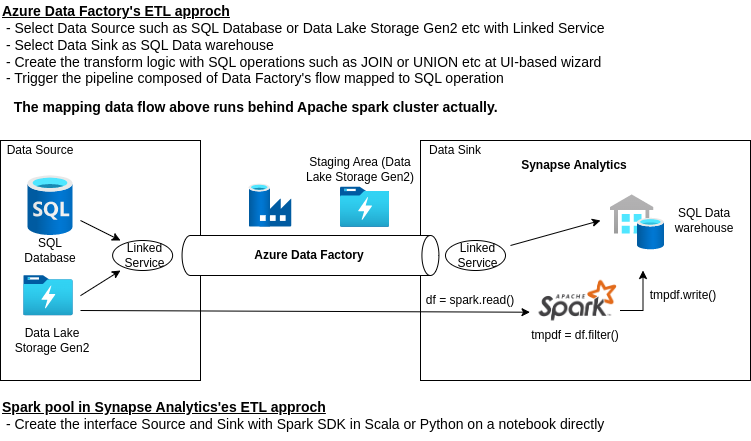 Azure Data Factory's ETL approch
- Select Data Source such as SQL Database or Data Lake Storage Gen2 etc with Linked Service
- Select Data Sink as SQL Data warehouse
- Create the transform logic with SQL operations such as JOIN or UNION etc at UI-based wizard
- Trigger the pipeline composed of Data Factory's flow mapped to SQL operation
The mapping data flow above runs behind Apache spark cluster actually.
Data Source
Data Sink
Synapse Analytics
Staging Area (Data
Lake Storage Gen2)
SQL
SQL
Database
Linked
Service
Azure Data Factory
Linked
Service
SQL Data
warehouse
Data Lake
Storage Gen2
df = spark.read()
APACHE
Spark
tmpdf = df.filter()
tmpdf.write()
Spark pool in Synapse Analytics'es ETL approch
- Create the interface Source and Sink with Spark SDK in Scala or Python on a notebook directly